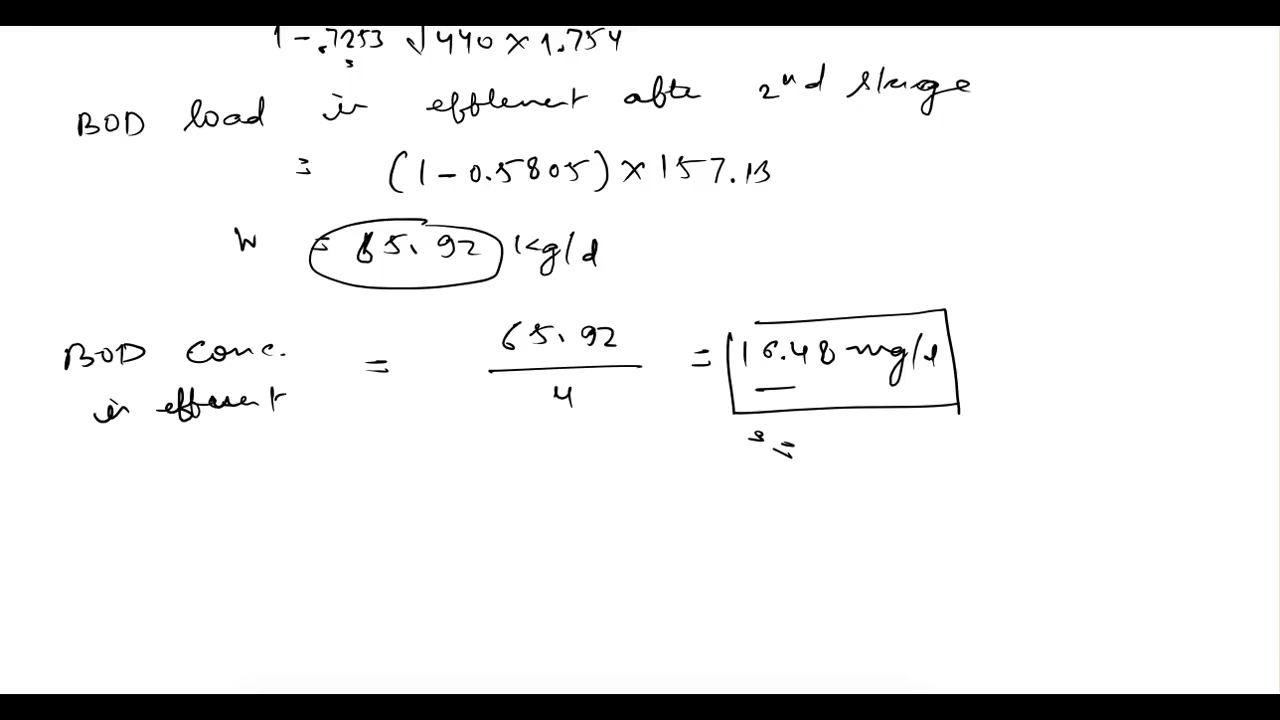 1 - .7253 √440 × 1.754
BOD load in effluent after 2nd stage
= (1 - 0.5805) × 157.13
W = 65.92 kg/d
BOD Conc. in effluent = 65.92 / 4 = 16.48 mg/l